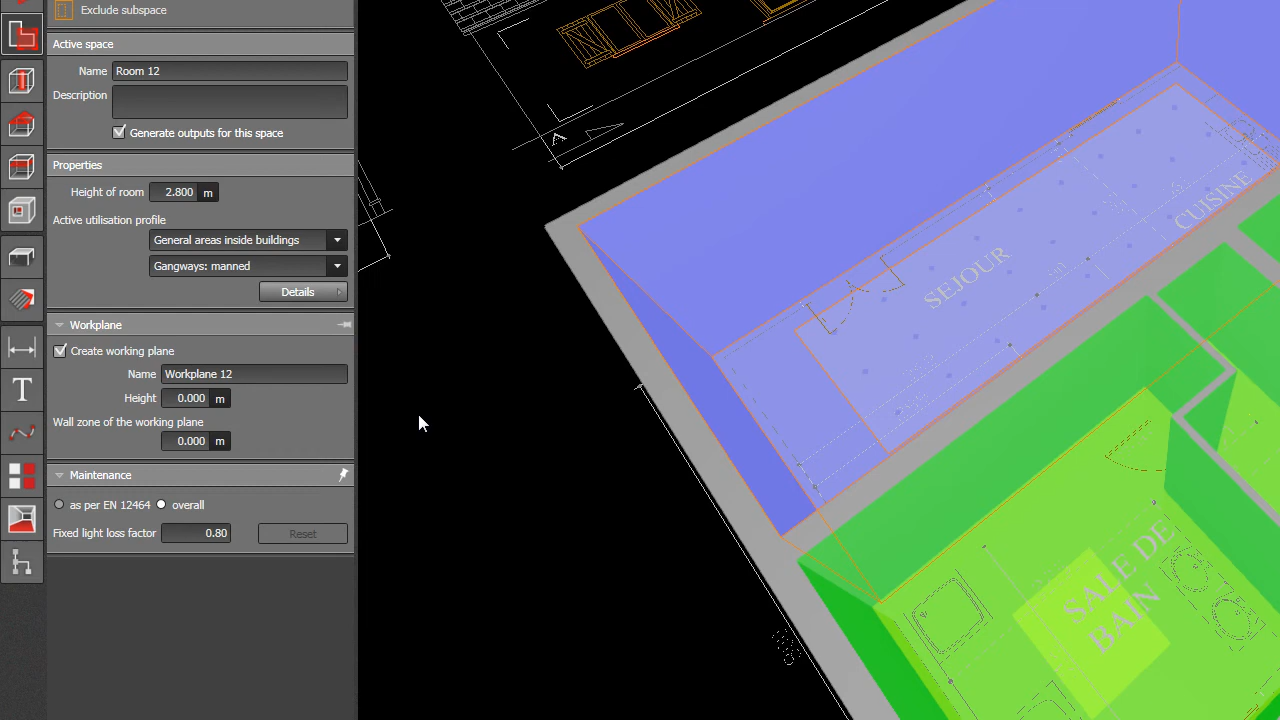 Exclude subspace
Active space
Name Room 12
Description
Generate outputs for this space
Properties
Height of room 2.800 m
Active utilisation profile
General areas inside buildings
Gangways: manned
Details
Workplane
Create working plane
Name Workplane 12
Height 0.000 m
Wall zone of the working plane
0.000 m
Maintenance
as per EN 12464 overall
Fixed light loss factor 0.80 Reset
T
A
CUISINE
SEJOUR
SALE DE
BAIN